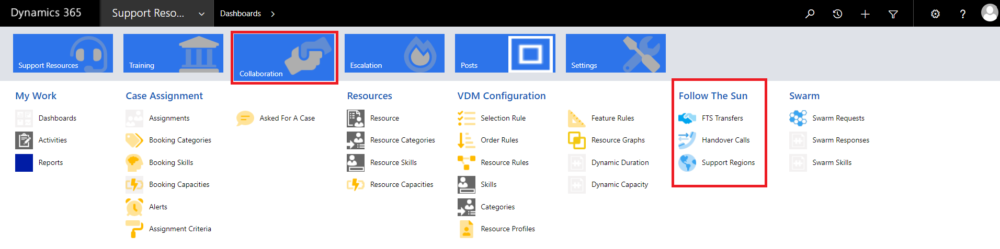 Dynamics 365
Support Reso...
Dashboards
Support Resources
Training
Collaboration
Escalation
Posts
Settings
My Work
Dashboards
Activities
Reports
Case Assignment
Assignments
Booking Categories
Booking Skills
Booking Capacities
Alerts
Assignment Criteria
Asked For A Case
Resources
Resource
Resource Categories
Resource Skills
Resource Capacities
VDM Configuration
Selection Rule
Order Rules
Resource Rules
Skills
Categories
Resource Profiles
Feature Rules
Resource Graphs
Dynamic Duration
Dynamic Capacity
Follow The Sun
FTS Transfers
Handover Calls
Support Regions
Swarm
Swarm Requests
Swarm Responses
Swarm Skills